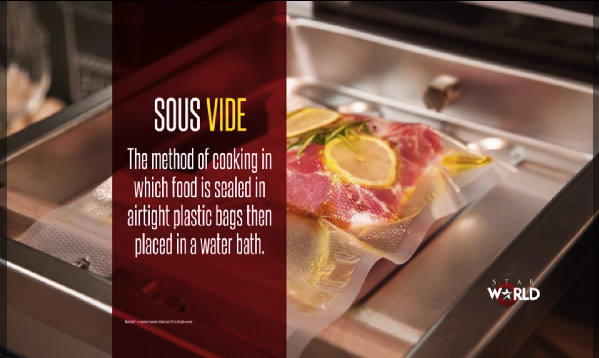 SOUS VIDE
The method of cooking in
which food is sealed in
airtight plastic bags then
placed in a water bath.
STAR
WORLD